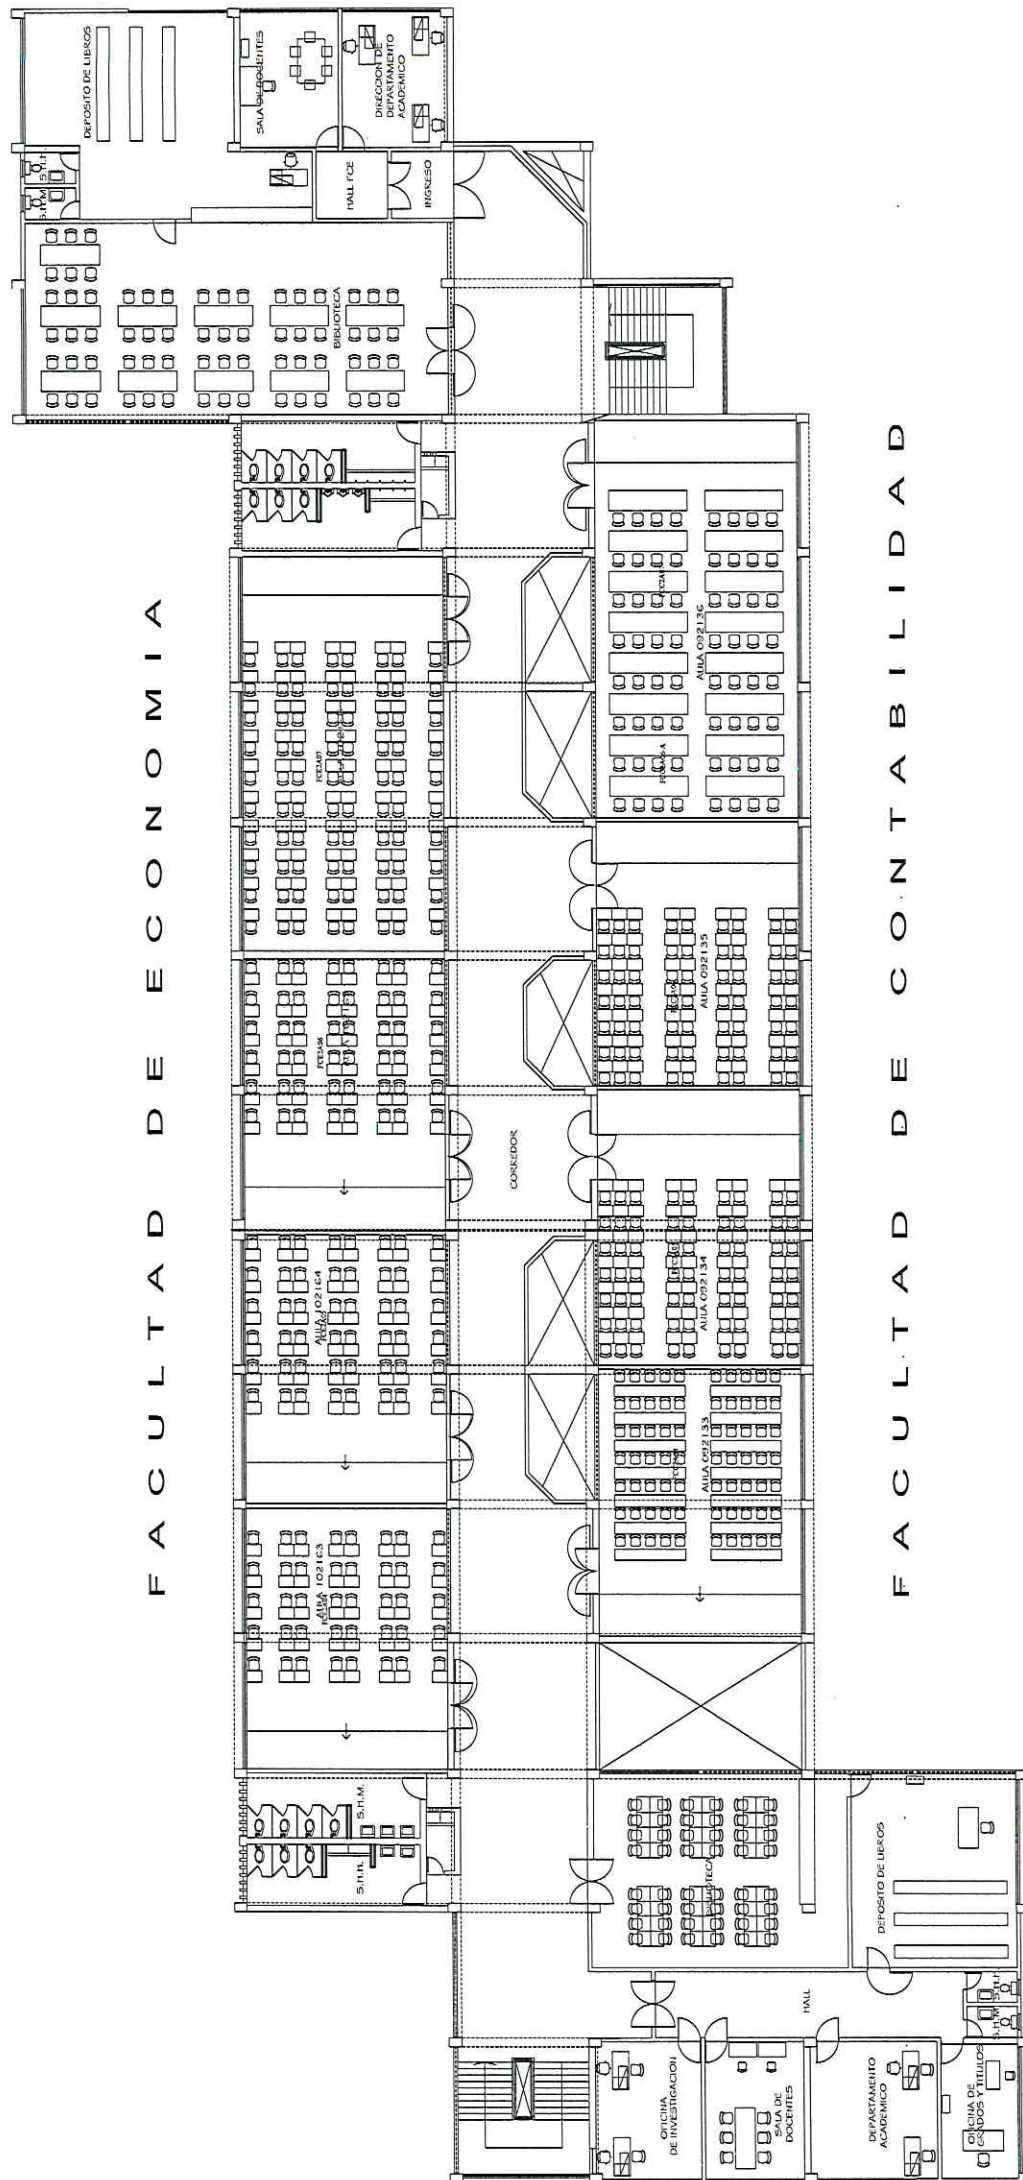 FACULTAD DE ECONOMIA
FACULTAD DE CONTABILIDAD
DEPOSITO DE LIBROS
SALA DE DOCENTES
DIRECCION DE
DEPARTAMENTO
ACADEMICO
S.H.M.
S.H.H.
HALL FCE
INGRESO
BIBLIOTECA
FCE2A07
FCE2A06
AULA 092136
AULA 092135
CORREDOR
AULA 102164
AULA 092134
AULA 092133
AULA 102163
S.H.M.
S.H.H.
BIBLIOTECA
DEPOSITO DE LIBROS
HALL
S.H.M.
S.H.H.
OFICINA
DE INVESTIGACION
SALA DE
DOCENTES
DEPARTAMENTO
ACADEMICO
OFICINA DE
GRADOS Y TITULOS